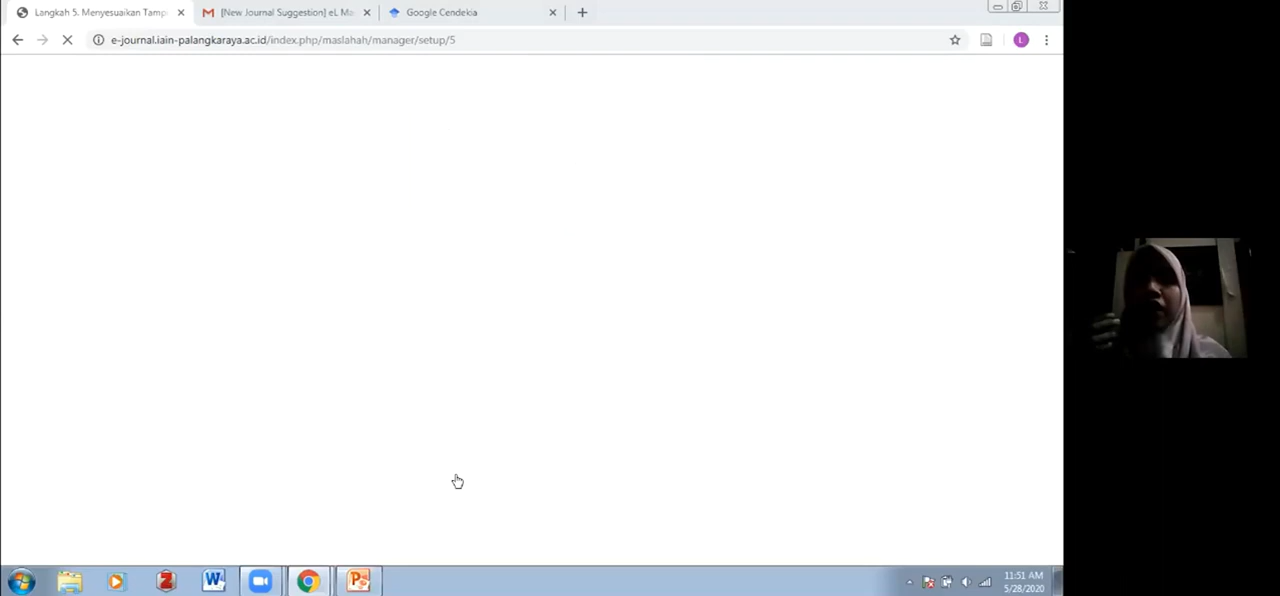 Langkah 5. Menyesuaikan Tamp
[New Journal Suggestion] eL Ma
Google Cendekia
e-journal.iain-palangkaraya.ac.id/index.php/maslahah/manager/setup/5
L
11:51 AM
5/28/2020